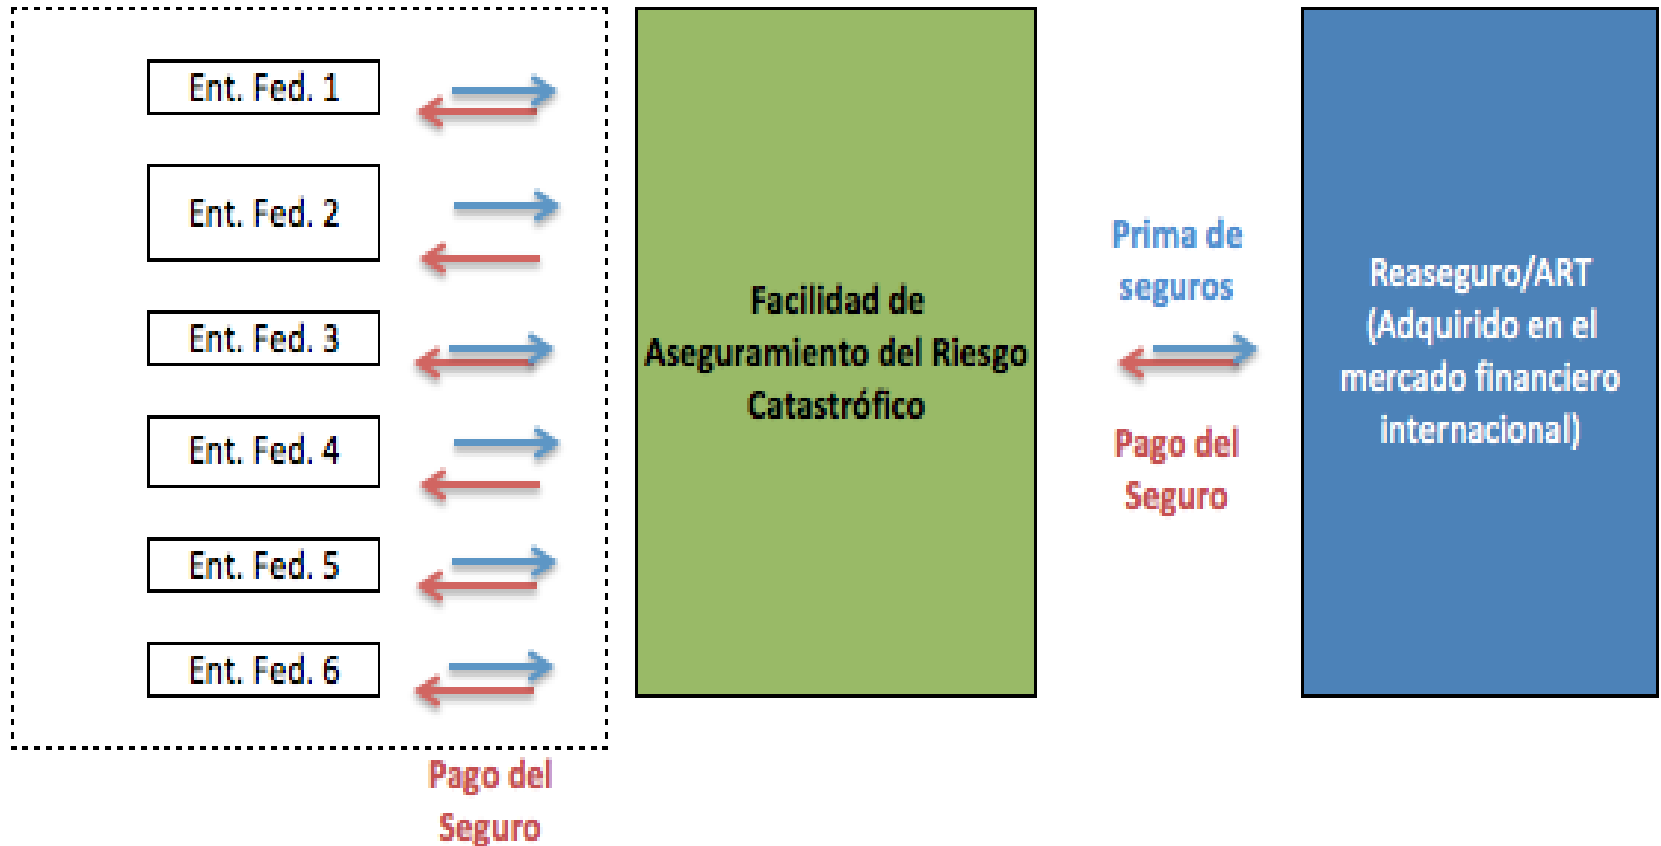 Ent. Fed. 1
Ent. Fed. 2
Ent. Fed. 3
Ent. Fed. 4
Ent. Fed. 5
Ent. Fed. 6
Pago del
Seguro
Facilidad de
Aseguramiento del Riesgo
Catastrófico
Prima de
seguros
Pago del
Seguro
Reaseguro/ART
(Adquirido en el
mercado financiero
internacional)